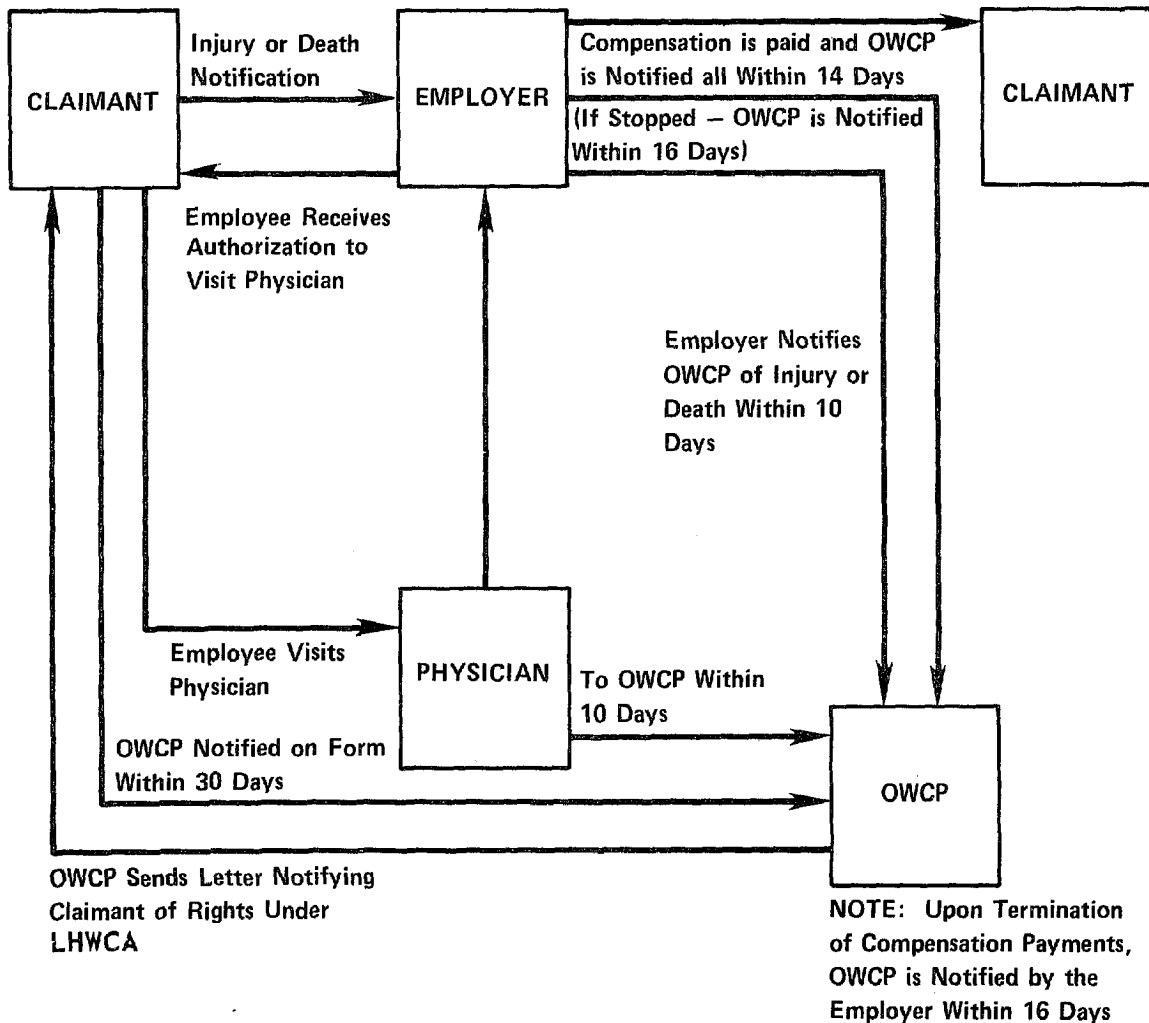 CLAIMANT
Injury or Death
Notification
EMPLOYER
Compensation is paid and OWCP
is Notified all Within 14 Days
(If Stopped — OWCP is Notified
Within 16 Days)
CLAIMANT
Employee Receives
Authorization to
Visit Physician
Employer Notifies
OWCP of Injury or
Death Within 10
Days
Employee Visits
Physician
PHYSICIAN
To OWCP Within
10 Days
OWCP Notified on Form
Within 30 Days
OWCP
OWCP Sends Letter Notifying
Claimant of Rights Under
LHWCA
NOTE: Upon Termination
of Compensation Payments,
OWCP is Notified by the
Employer Within 16 Days